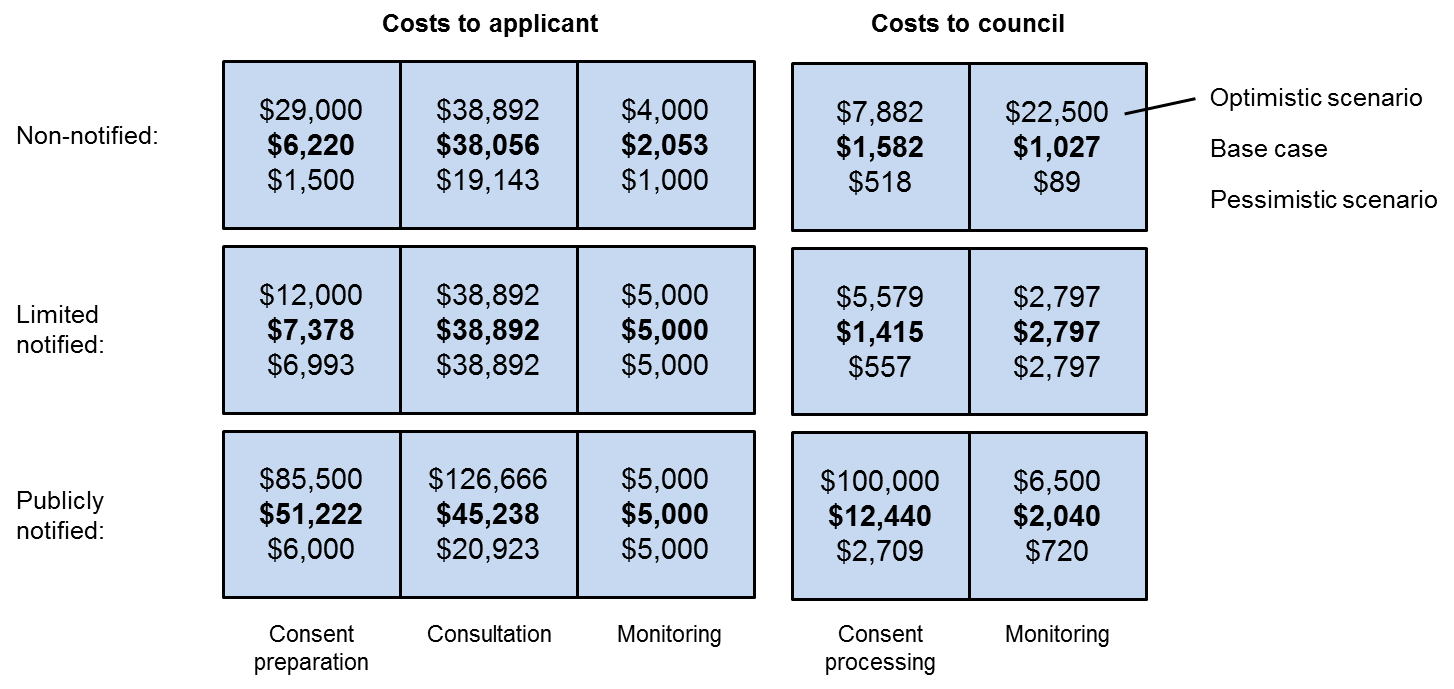 Costs to applicant
Costs to council
Non-notified:
$29,000 $38,892 $4,000 $7,882 $22,500
$6,220 $38,056 $2,053 $1,582 $1,027
$1,500 $19,143 $1,000 $518 $89
Optimistic scenario
Base case
Pessimistic scenario
Limited
notified:
$12,000 $38,892 $5,000 $5,579 $2,797
$7,378 $38,892 $5,000 $1,415 $2,797
$6,993 $38,892 $5,000 $557 $2,797
Publicly
notified:
$85,500 $126,666 $5,000 $100,000 $6,500
$51,222 $45,238 $5,000 $12,440 $2,040
$6,000 $20,923 $5,000 $2,709 $720
Consent
preparation
Consultation
Monitoring
Consent
processing
Monitoring